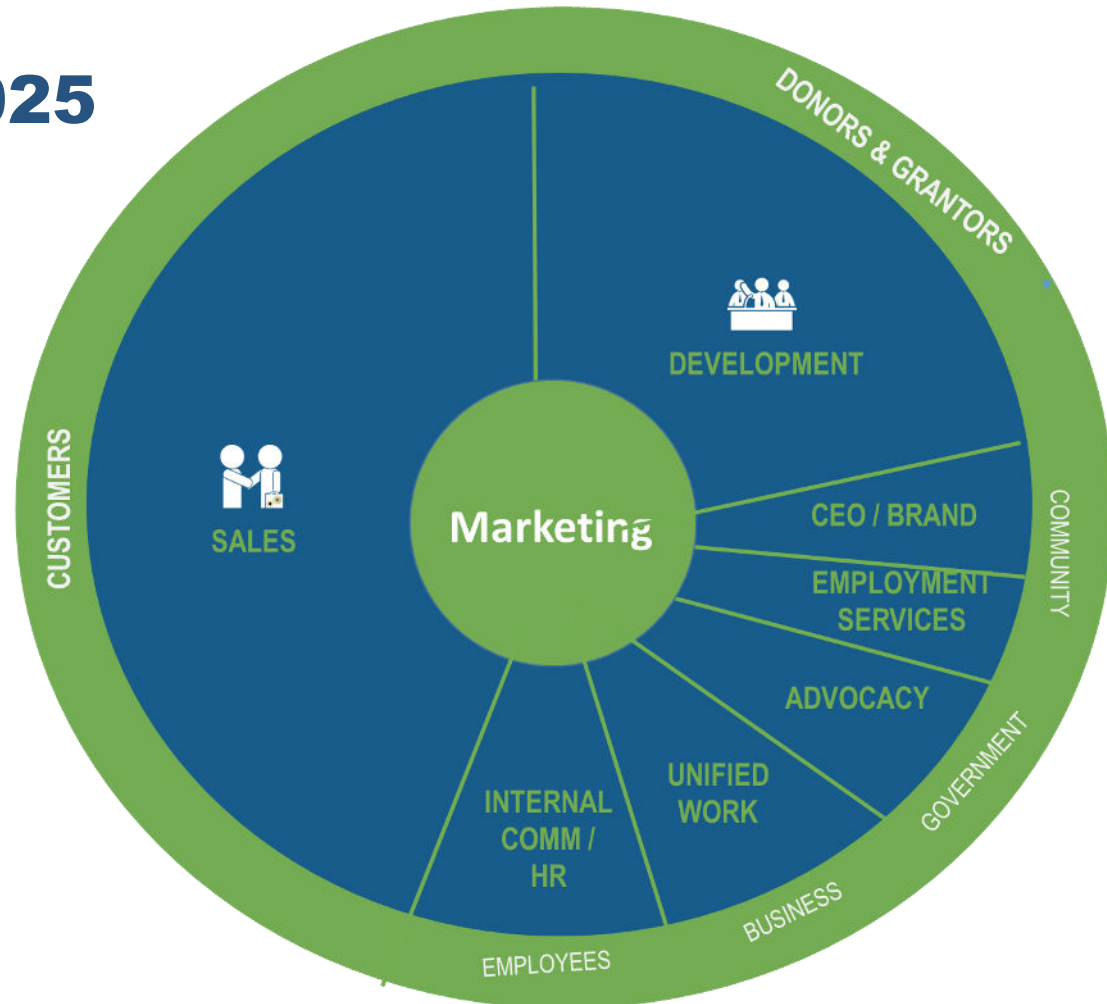 025
DONORS & GRANTORS
DEVELOPMENT
CUSTOMERS
SALES
Marketing
CEO / BRAND
COMMUNITY
EMPLOYMENT
SERVICES
ADVOCACY
GOVERNMENT
UNIFIED
WORK
BUSINESS
INTERNAL
COMM /
HR
EMPLOYEES